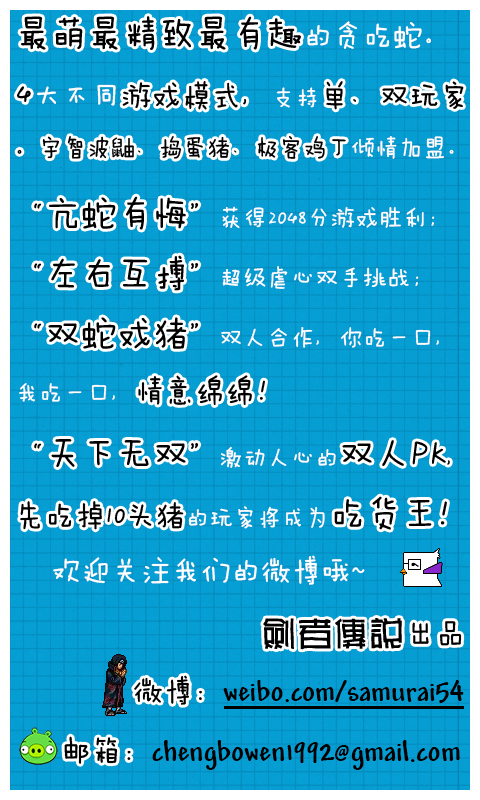 最萌最精致最有趣的贪吃蛇.
4大不同游戏模式, 支持单、双玩家
。宇智波鼬、捣蛋猪、极客鸡丁倾情加盟.
“亢蛇有悔” 获得2048分游戏胜利;
“左右互搏” 超级虐心双手挑战;
“双蛇戏猪” 双人合作, 你吃一口,
我吃一口, 情意绵绵!
“天下无双” 激动人心的双人PK,
先吃掉10头猪的玩家将成为吃货王!
欢迎关注我们的微博哦~
剑者傳説出品
微博: weibo.com/samurai54
邮箱: chengbowen1992@gmail.com